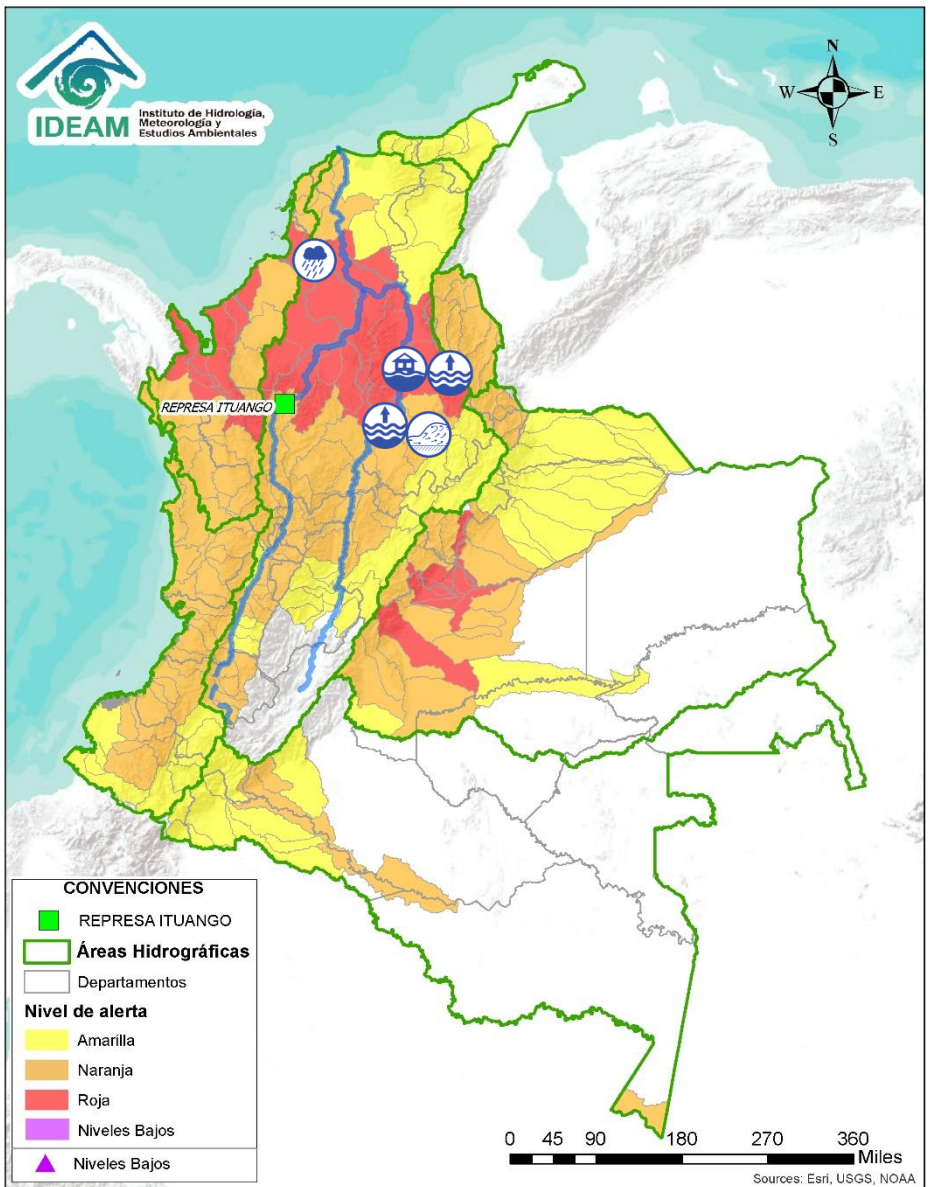 IDEAM
Instituto de Hidrología,
Meteorología y
Estudios Ambientales
N
W
E
S
REPRESA ITUANGO
CONVENCIONES
REPRESA ITUANGO
Áreas Hidrográficas
Departamentos
Nivel de alerta
Amarilla
Naranja
Roja
Niveles Bajos
Niveles Bajos
0 45 90 180 270 360
Miles
Sources: Esri, USGS, NOAA